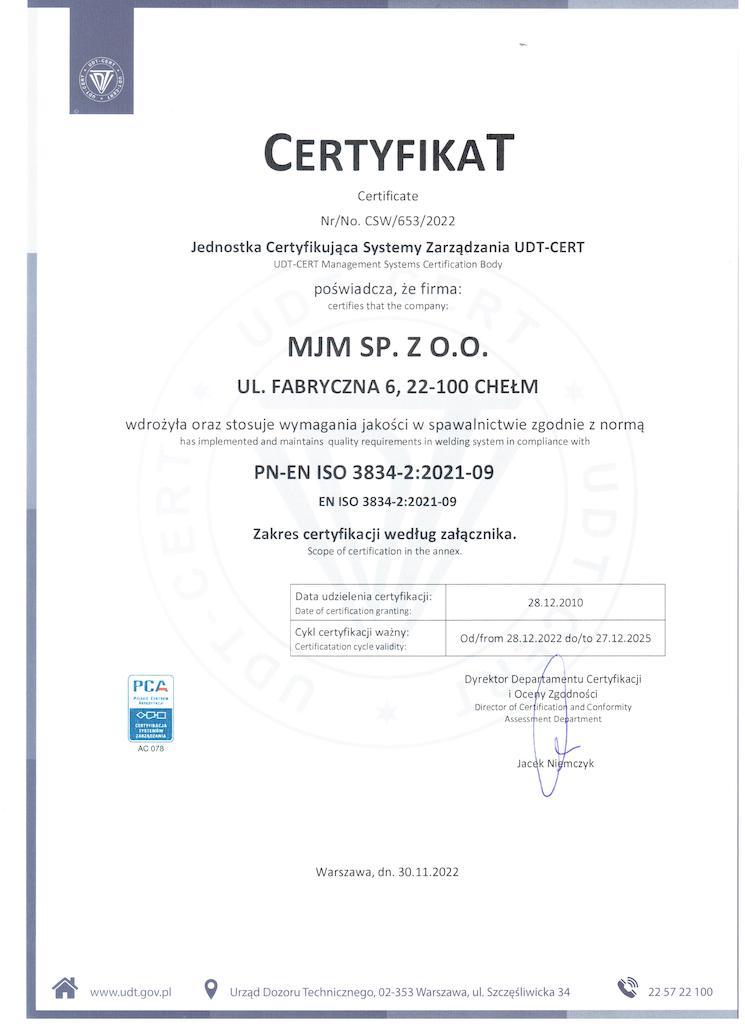 UDT-CERT
CERTYFIKAT
Certificate
Nr/No. CSW/653/2022
Jednostka Certyfikująca Systemy Zarządzania UDT-CERT
UDT-CERT Management Systems Certification Body
poświadcza, że firma:
certifies that the company:
MJM SP. Z O.O.
UL. FABRYCZNA 6, 22-100 CHEŁM
wdrożyła oraz stosuje wymagania jakości w spawalnictwie zgodnie z normą
has implemented and maintains quality requirements in welding system in compliance with
PN-EN ISO 3834-2:2021-09
EN ISO 3834-2:2021-09
Zakres certyfikacji według załącznika.
Scope of certification in the annex.
Data udzielenia certyfikacji:
Date of certification granting:
28.12.2010
Cykl certyfikacji ważny:
Certificatation cycle validity:
Od/from 28.12.2022 do/to 27.12.2025
Dyrektor Departamentu Certyfikacji
i Oceny Zgodności
Director of Certification and Conformity
Assessment Department
Jacek Niemczyk
PCA
POLSKIE CENTRUM
AKREDYTACJI
CERTYFIKACJA
SYSTEMÓW
ZARZĄDZANIA
AC 078
Warszawa, dn. 30.11.2022
www.udt.gov.pl
Urząd Dozoru Technicznego, 02-353 Warszawa, ul. Szczęśliwicka 34
22 57 22 100
UDT-CERT
UDT-CERT
UDT-CERT